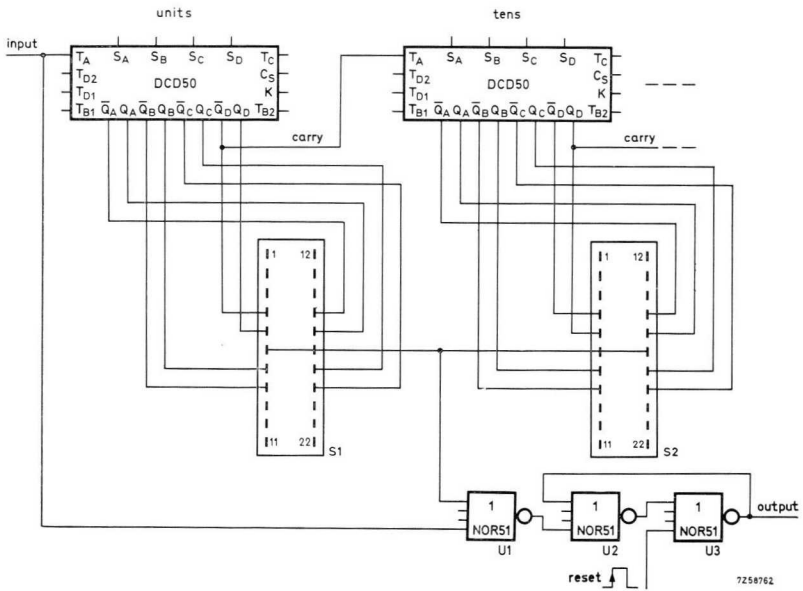 units tens
input
T_A S_A S_B S_C S_D T_C T_A S_A S_B S_C S_D T_C
T_D2 DCD50 C_S T_D2 DCD50 C_S
T_D1 K T_D1 K
T_B1 Q̅_A Q_A Q̅_B Q_B Q̅_C Q_C Q̅_D Q_D T_B2 T_B1 Q̅_A Q_A Q̅_B Q_B Q̅_C Q_C Q̅_D Q_D T_B2
carry carry
1 12 1 12
11 22 S1 11 22 S2
1 1 1 output
NOR51 NOR51 NOR51
U1 U2 U3
reset 7Z58762